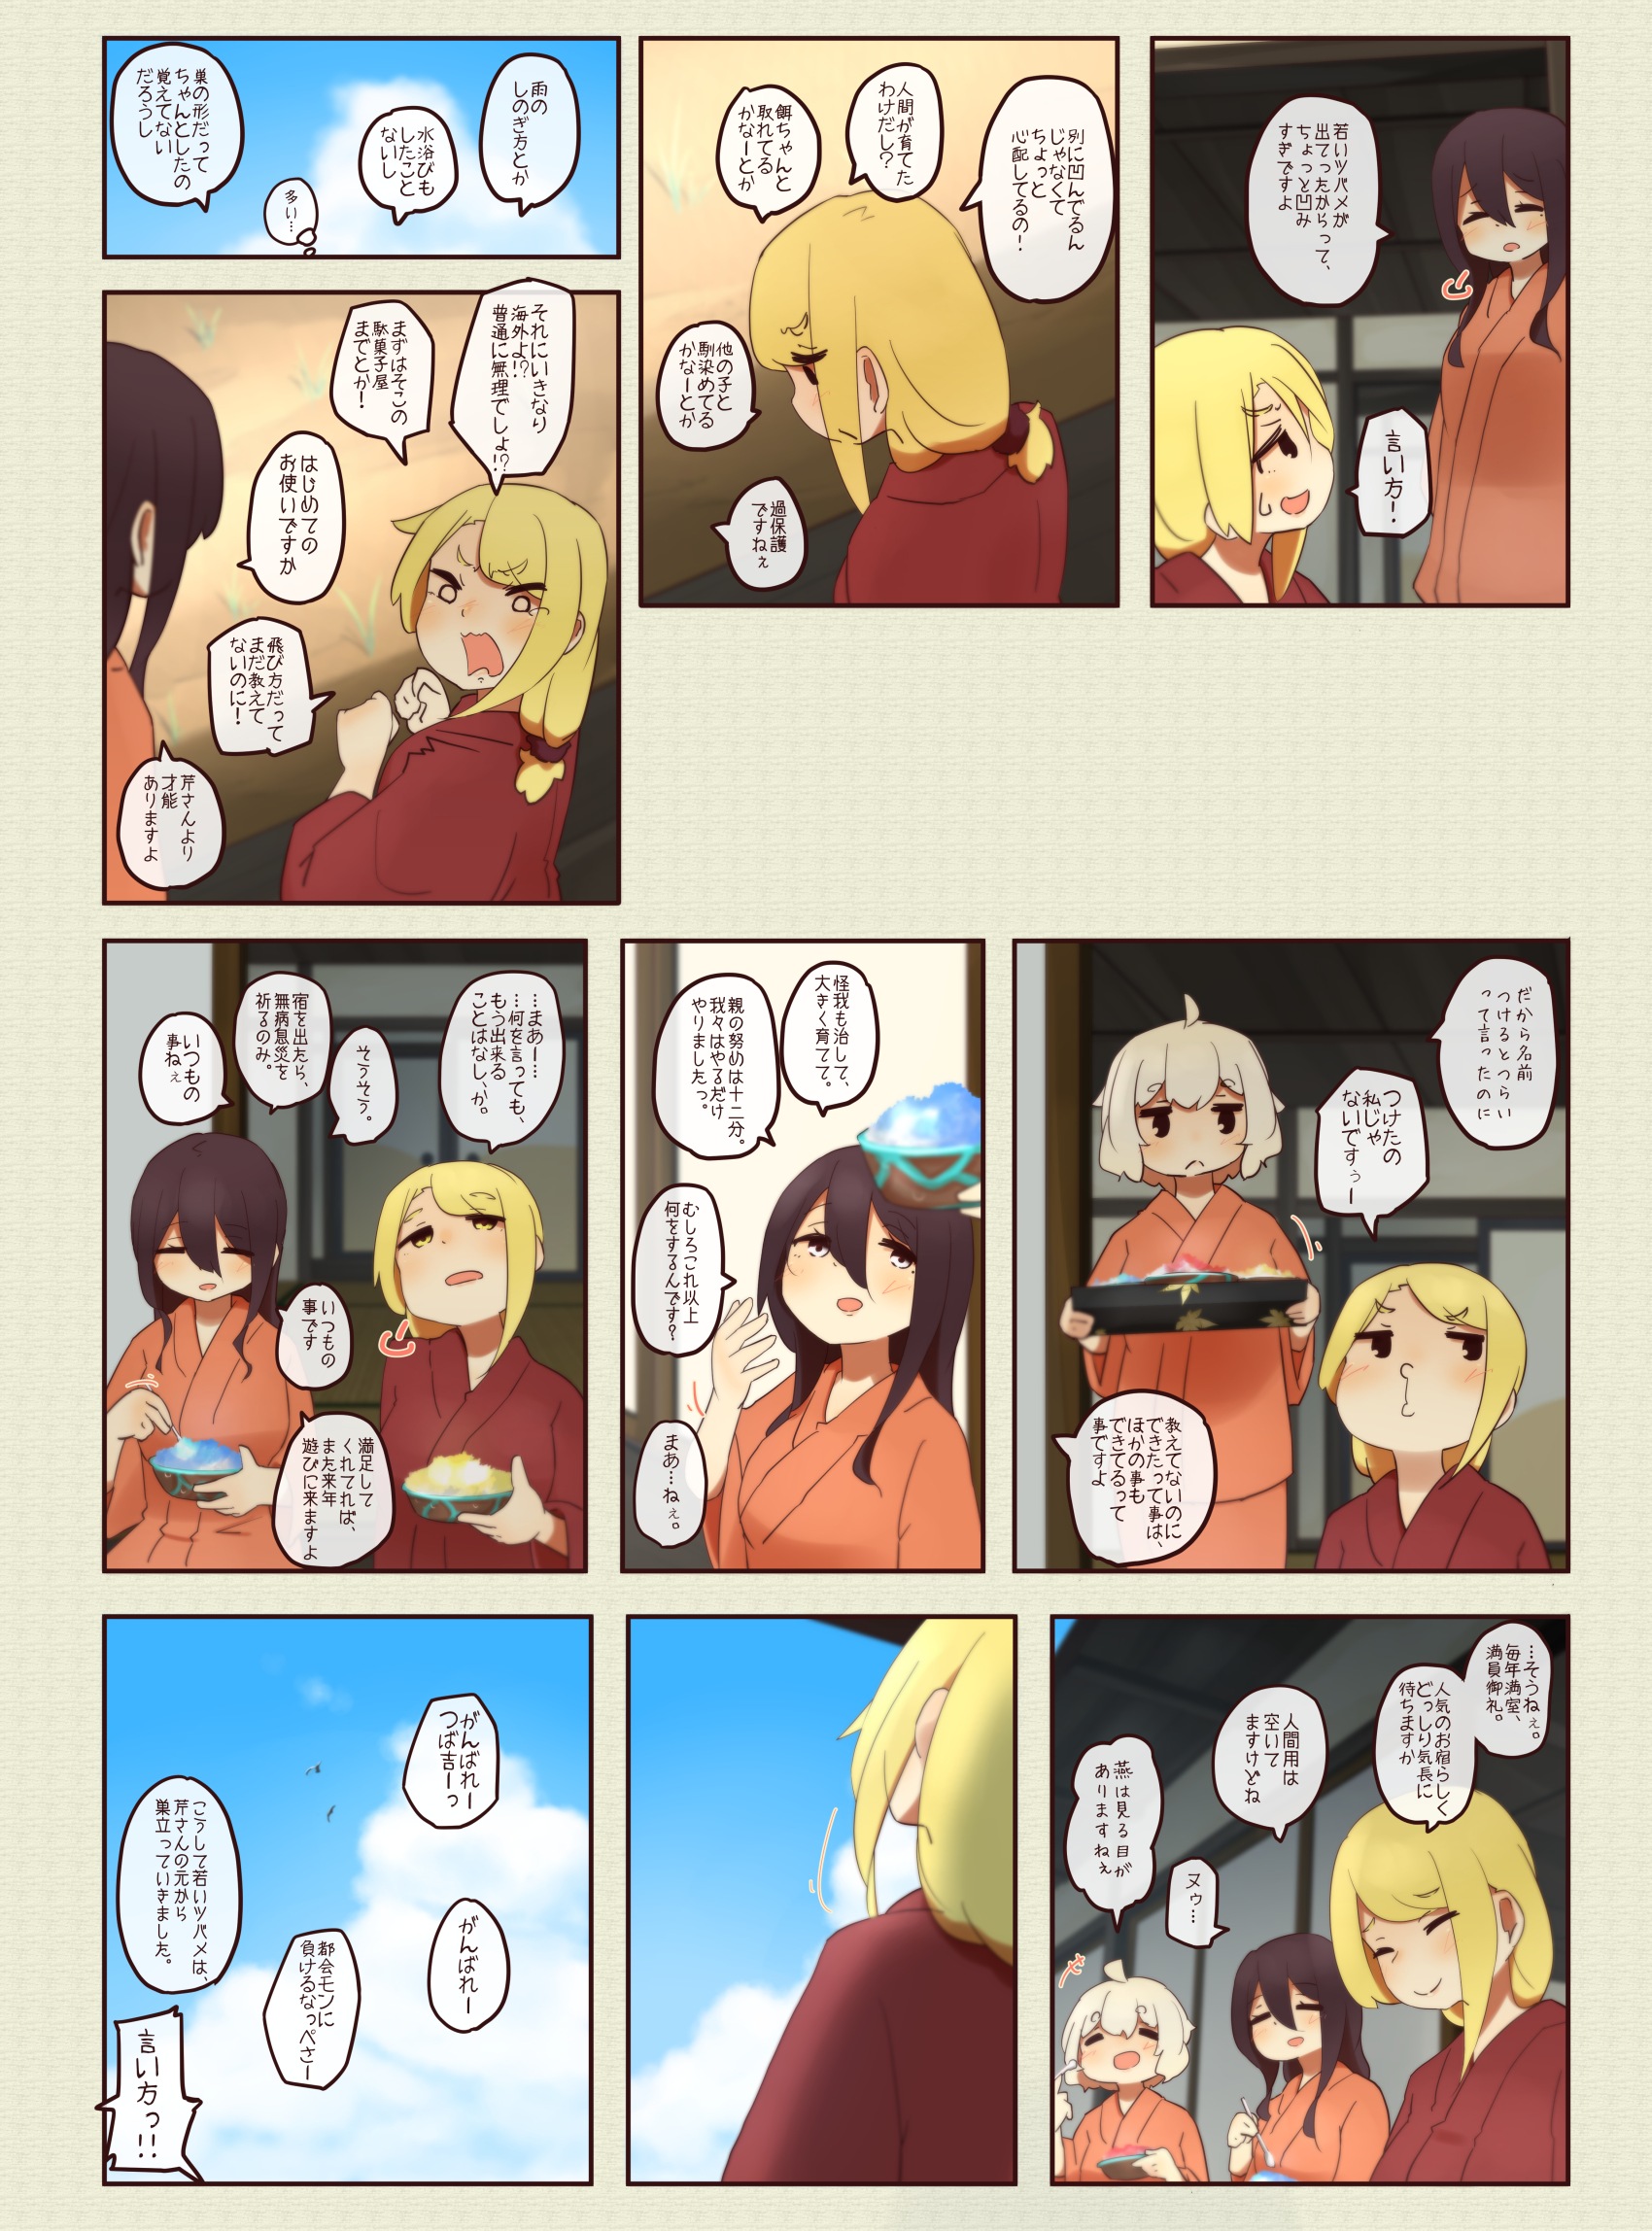 若いツバメが
出てったからって、
ちょっと凹み
すぎですよ
言い方!
別に凹んでるん
じゃなくて
ちょっと
心配してるの!
人間が育てた
わけだし?
餌ちゃんと
取れてる
かなーとか
他の子と
馴染めてる
かなーとか
過保護
ですねぇ
雨の
しのぎ方とか
水浴びも
したこと
ないし
多い…
巣の形だって
ちゃんとしたの
覚えてない
だろうし
それにいきなり
海外よ!?
普通に無理でしょ!?
まずはそこの
駄菓子屋
までとか!
はじめての
お使いですか
飛び方だって
まだ教えて
ないのに!
芹さんより
才能
ありますよ
だから名前
つけるとつらい
って言ったのに
つけたの
私じゃ
ないですぅー
教えてないのに
できたって事は、
ほかの事も
できてるって
事ですよ
怪我も治して、
大きく育てて。
親の努めは十二分。
我々はやるだけ
やりましたっ。
むしろこれ以上
何をするんです?
まあ…ねぇ。
…まあー…
…何を言っても、
もう出来る
ことはなし、か。
そうそう。
宿を出たら、
無病息災を
祈るのみ。
いつもの
事ねぇ
いつもの
事です
満足して
くれてれば、
また来年
遊びに来ますよ
…そうねぇ。
毎年満室、
満員御礼。
人気のお宿らしく
どっしり気長に
待ちますか
人間用は
空いて
ますけどね
ヌゥ…
燕は見る目が
ありますねぇ
がんばれー
つば吉ーっ
がんばれー
都会モンに
負けるなっぺさー
こうして若いツバメは、
芹さんの元から
巣立っていきました。
言い方っ!!